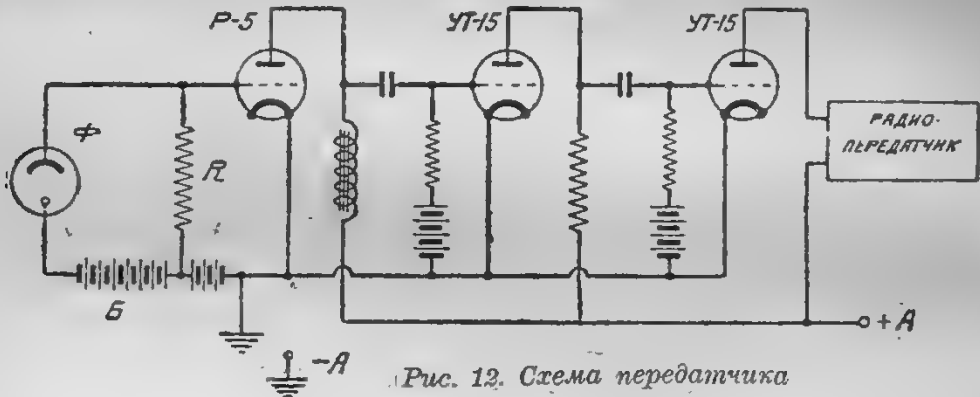 Р-5
УТ-15
УТ-15
Ф
R
Б
РАДИО-
ПЕРЕДАТЧИК
+А
-А
Рис. 12. Схема передатчика